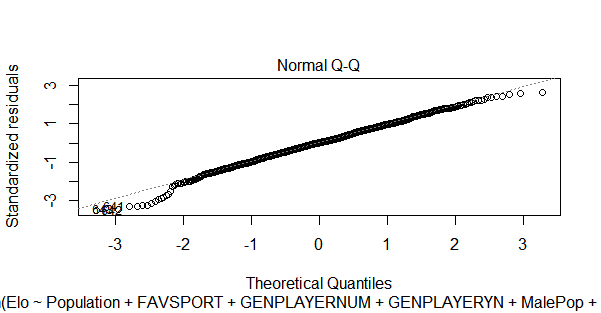 Normal Q-Q
Standardized residuals
3
1
-1
-3
-3
-2
-1
0
1
2
3
Theoretical Quantiles
(Elo ~ Population + FAVSPORT + GENPLAYERNUM + GENPLAYERYN + MalePop +